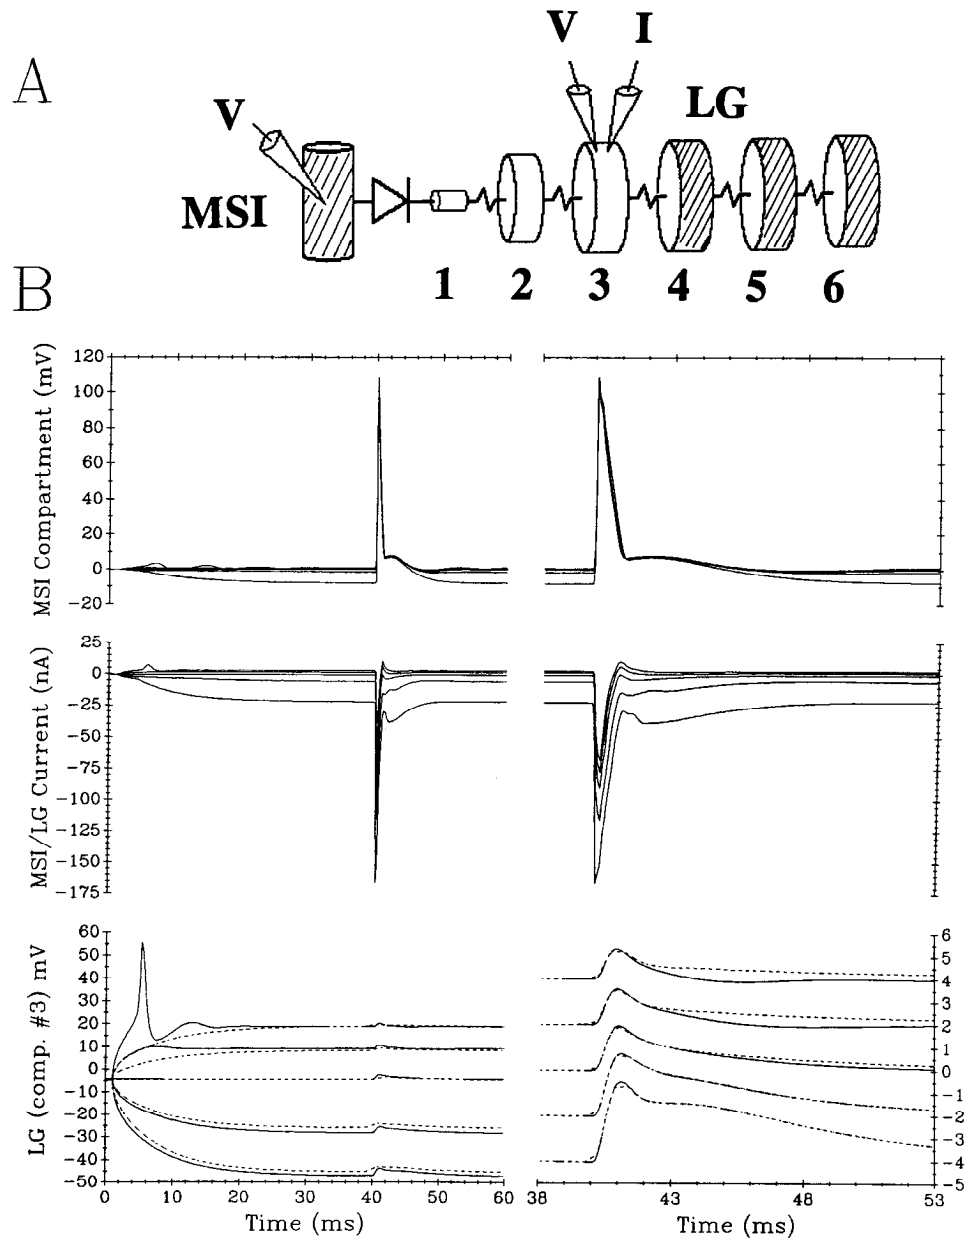 A
V
I
LG
V
MSI
1 2 3 4 5 6
B
MSI Compartment (mV)
120
100
80
60
40
20
0
-20
MSI/LG Current (nA)
25
0
-25
-50
-75
-100
-125
-150
-175
LG (comp. #3) mV
60
50
40
30
20
10
0
-10
-20
-30
-40
-50
6
5
4
3
2
1
0
-1
-2
-3
-4
-5
0 10 20 30 40 50 60
38 43 48 53
Time (ms)
Time (ms)